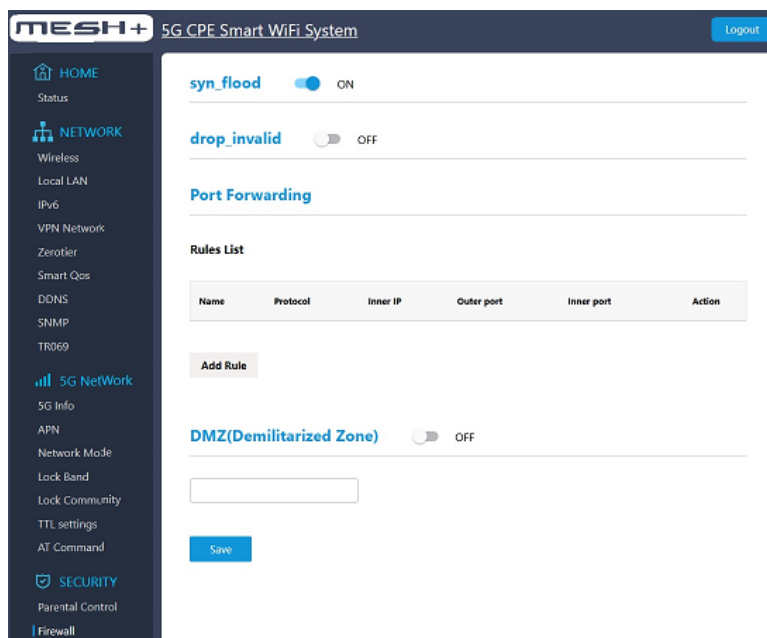 MESH+
5G CPE Smart WiFi System
Logout
HOME
Status
NETWORK
Wireless
Local LAN
IPv6
VPN Network
Zerotier
Smart Qos
DDNS
SNMP
TR069
5G NetWork
5G Info
APN
Network Mode
Lock Band
Lock Community
TTL settings
AT Command
SECURITY
Parental Control
Firewall
syn_flood ON
drop_invalid OFF
Port Forwarding
Rules List
Name Protocol Inner IP Outer port Inner port Action
Add Rule
DMZ(Demilitarized Zone) OFF
Save